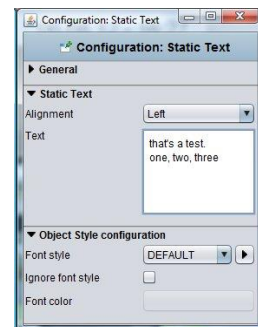 Configuration: Static Text
Configuration: Static Text
General
Static Text
Alignment Left
Text that's a test.
one, two, three
Object Style configuration
Font style DEFAULT
Ignore font style
Font color